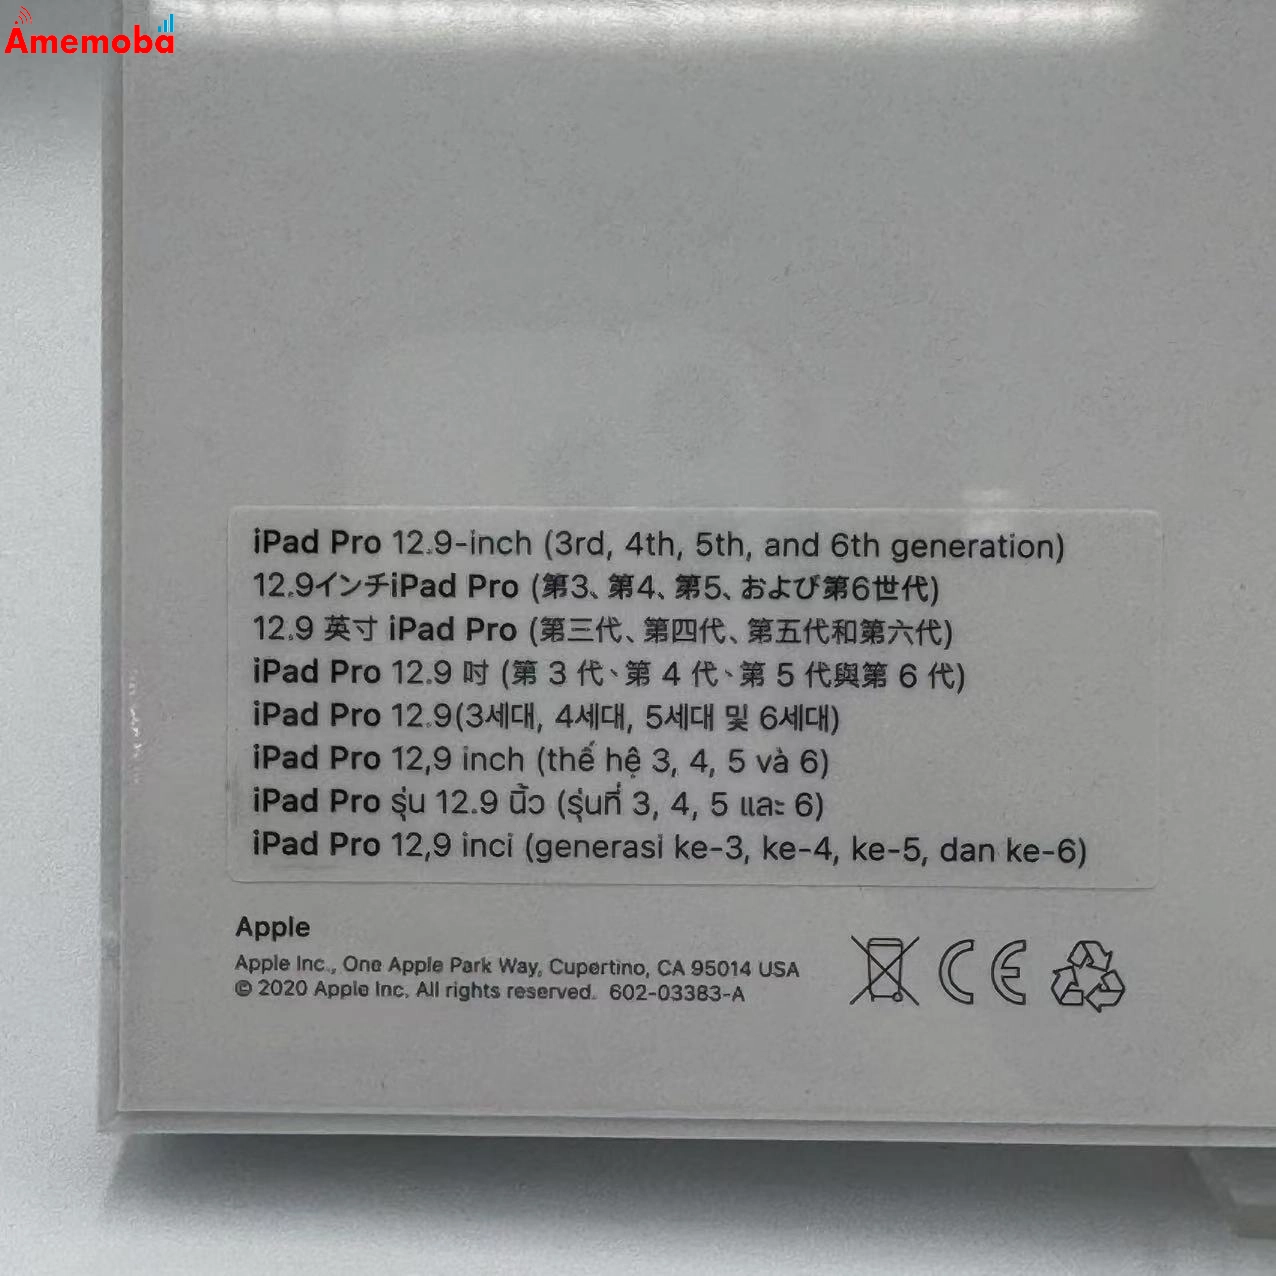 Amemoba
iPad Pro 12.9-inch (3rd, 4th, 5th, and 6th generation)
12.9インチiPad Pro (第3、第4、第5、および第6世代)
12.9 英寸 iPad Pro (第三代、第四代、第五代和第六代)
iPad Pro 12.9 吋 (第 3 代、第 4 代、第 5 代與第 6 代)
iPad Pro 12.9(3세대, 4세대, 5세대 및 6세대)
iPad Pro 12,9 inch (thế hệ 3, 4, 5 và 6)
iPad Pro รุ่น 12.9 นิ้ว (รุ่นที่ 3, 4, 5 และ 6)
iPad Pro 12,9 inci (generasi ke-3, ke-4, ke-5, dan ke-6)
Apple
Apple Inc., One Apple Park Way, Cupertino, CA 95014 USA
© 2020 Apple Inc. All rights reserved. 602-03383-A
CE